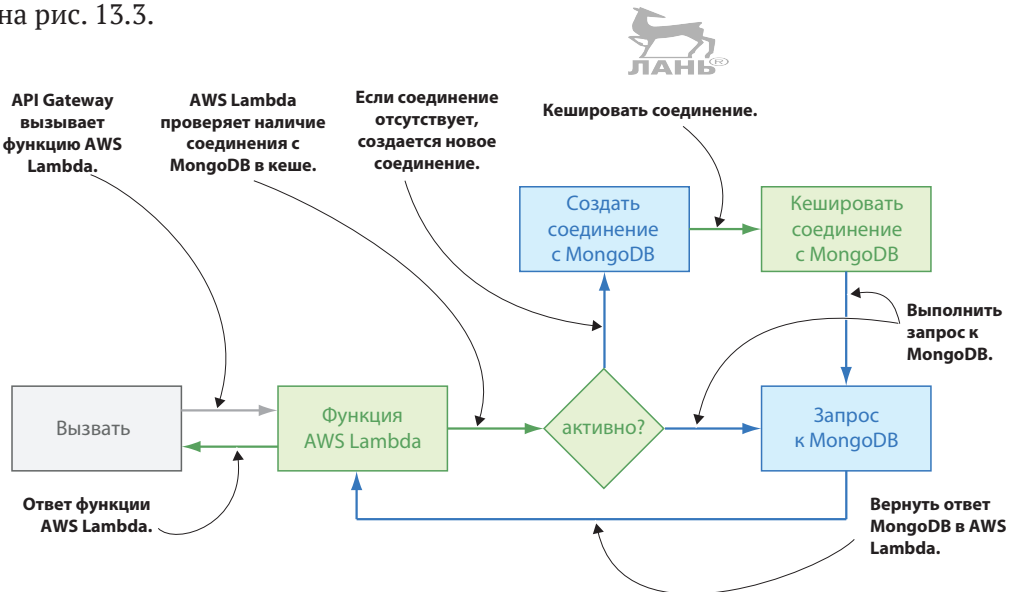 на рис. 13.3.
ЛАНЬ®
API Gateway
вызывает
функцию AWS
Lambda.
AWS Lambda
проверяет наличие
соединения с
MongoDB в кеше.
Если соединение
отсутствует,
создается новое
соединение.
Кешировать соединение.
Создать
соединение
с MongoDB
Кешировать
соединение
с MongoDB
Выполнить
запрос к
MongoDB.
Вызвать
Функция
AWS Lambda
активно?
Запрос
к MongoDB
Ответ функции
AWS Lambda.
Вернуть ответ
MongoDB в AWS
Lambda.